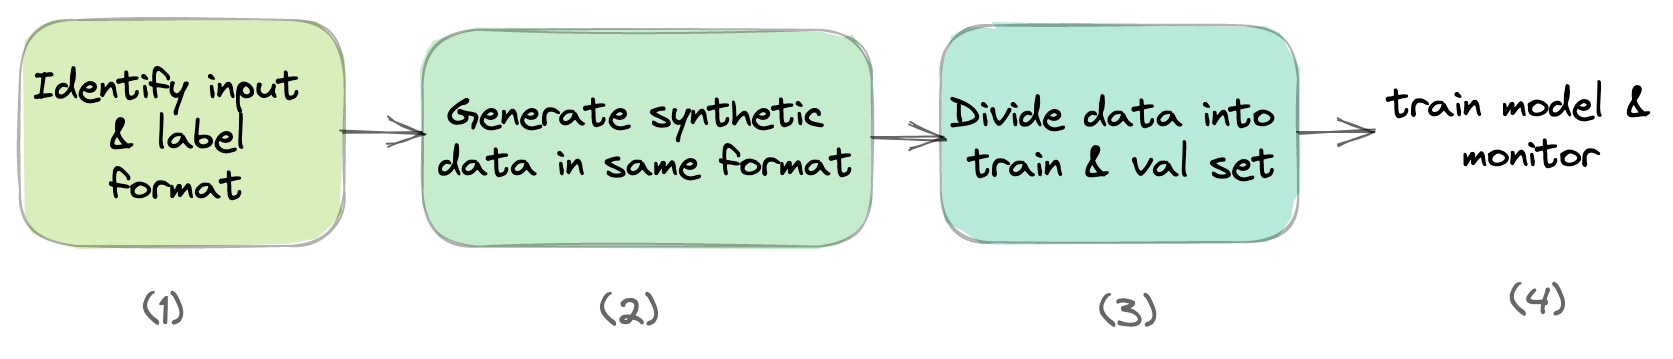 Identify input
& label
format
Generate synthetic
data in same format
Divide data into
train & val set
train model &
monitor
(1)
(2)
(3)
(4)